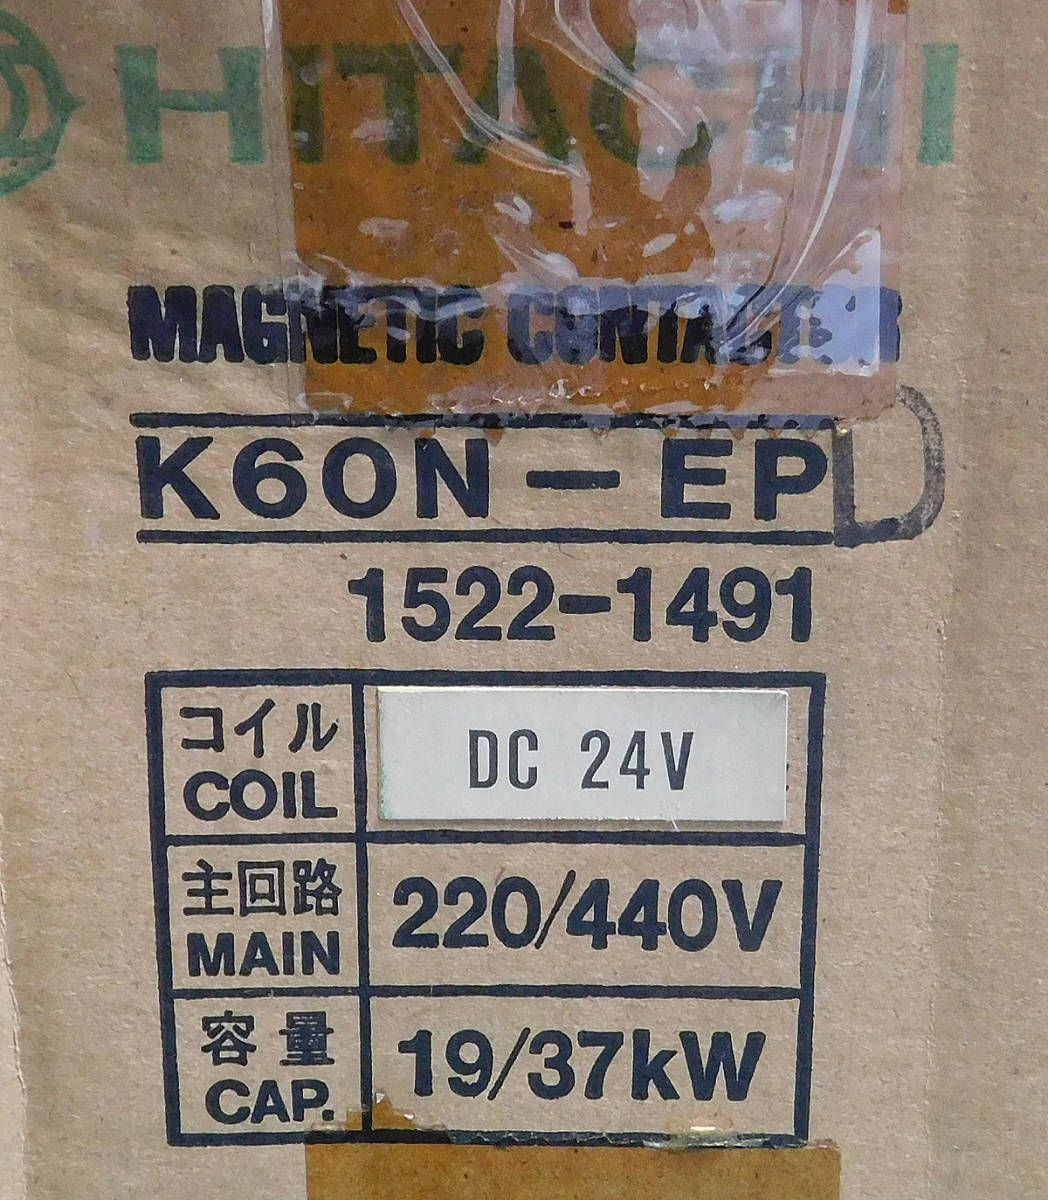 HITACHI
MAGNETIC CONTACTOR
K60N-EPD
1522-1491
コイル
COIL
DC 24V
主回路
MAIN
220/440V
容量
CAP.
19/37kW